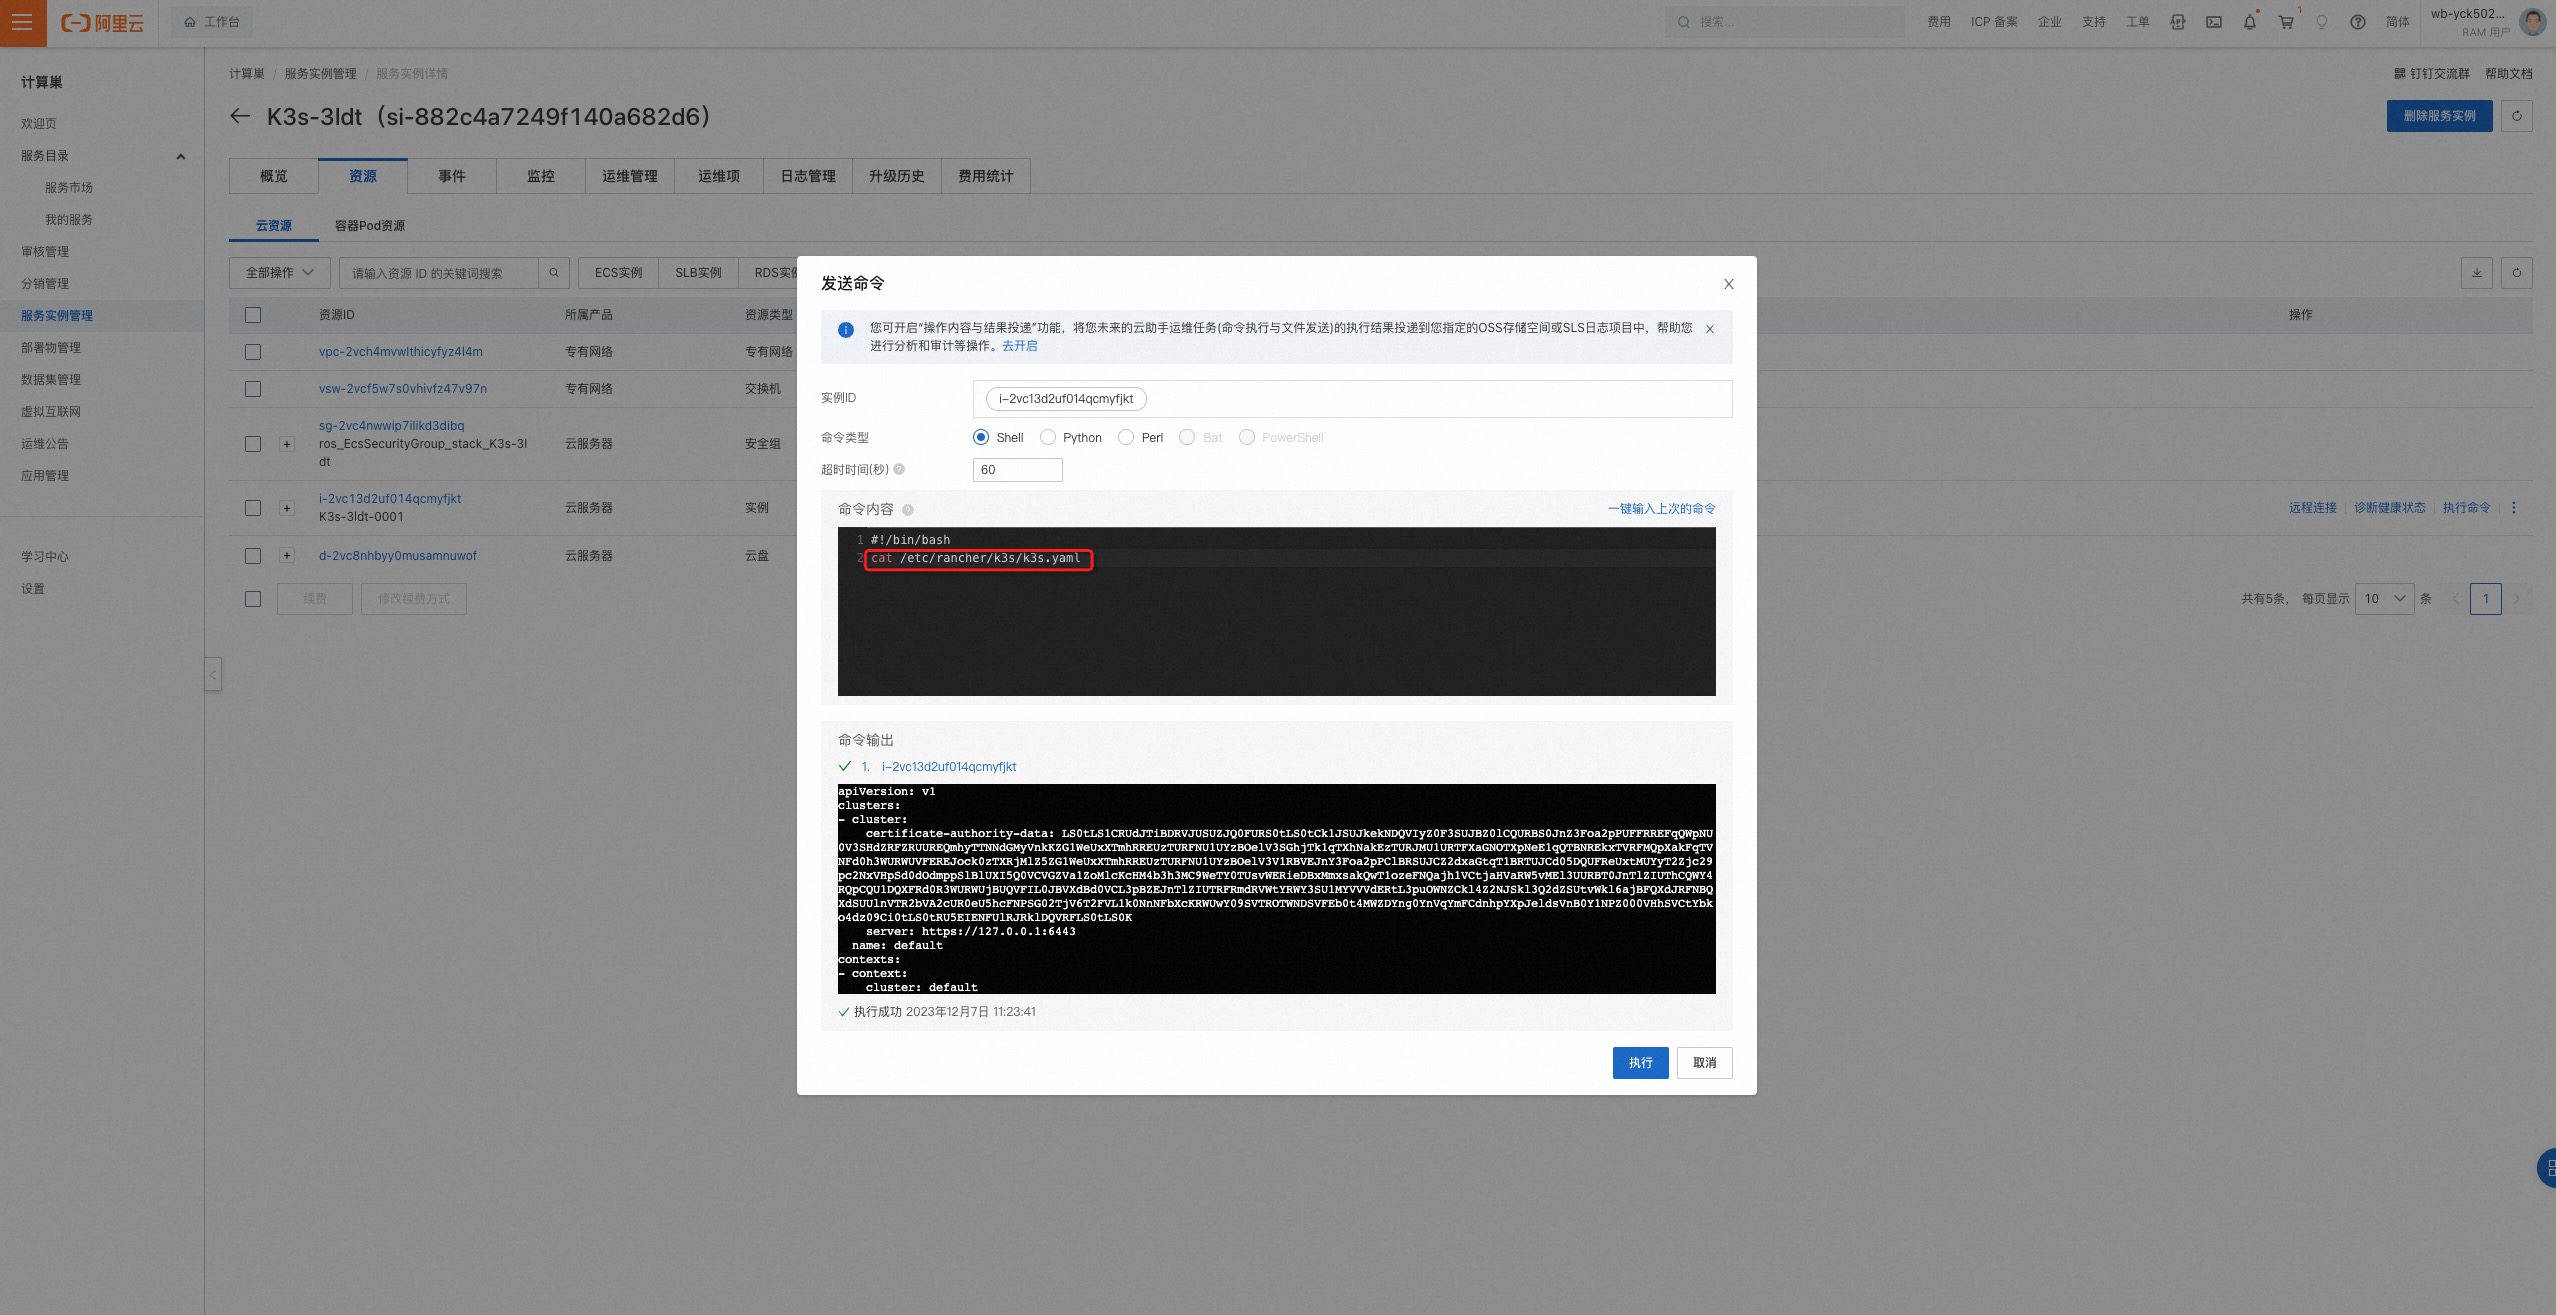 阿里云
工作台
搜索...
费用
ICP 备案
企业
支持
工单
1
简体
wb-yck502...
RAM 用户
计算巢
欢迎页
服务目录
服务市场
我的服务
审核管理
分销管理
服务实例管理
部署物管理
数据集管理
虚拟互联网
运维公告
应用管理
学习中心
设置
计算巢 / 服务实例管理 / 服务实例详情
钉钉交流群 帮助文档
K3s-3ldt（si-882c4a7249f140a682d6）
删除服务实例
概览 资源 事件 监控 运维管理 运维项 日志管理 升级历史 费用统计
云资源 容器Pod资源
全部操作 请输入资源 ID 的关键词搜索 ECS实例 SLB实例 RDS实例
资源ID 所属产品 资源类型 操作
vpc-2vch4mvwlthicyfyz4l4m 专有网络 专有网络
vsw-2vcf5w7s0vhivfz47v97n 专有网络 交换机
sg-2vc4nwwip7ilikd3dibq
ros_EcsSecurityGroup_stack_K3s-3l
dt
云服务器 安全组
i-2vc13d2uf014qcmyfjkt
K3s-3ldt-0001
云服务器 实例 远程连接 诊断健康状态 执行命令
d-2vc8nhbyy0musamnuwof 云服务器 云盘
续费 修改续费方式
共有5条， 每页显示 10 条 1
发送命令
您可开启“操作内容与结果投递”功能，将您未来的云助手运维任务(命令执行与文件发送)的执行结果投递到您指定的OSS存储空间或SLS日志项目中，帮助您
进行分析和审计等操作。去开启
实例ID i-2vc13d2uf014qcmyfjkt
命令类型 Shell Python Perl Bat PowerShell
超时时间(秒) 60
命令内容 一键输入上次的命令
1 #!/bin/bash
2 cat /etc/rancher/k3s/k3s.yaml
命令输出
1. i-2vc13d2uf014qcmyfjkt
apiVersion: v1
clusters:
- cluster:
certificate-authority-data:
server: https://127.0.0.1:6443
name: default
contexts:
- context:
cluster: default
执行成功 2023年12月7日 11:23:41
执行 取消